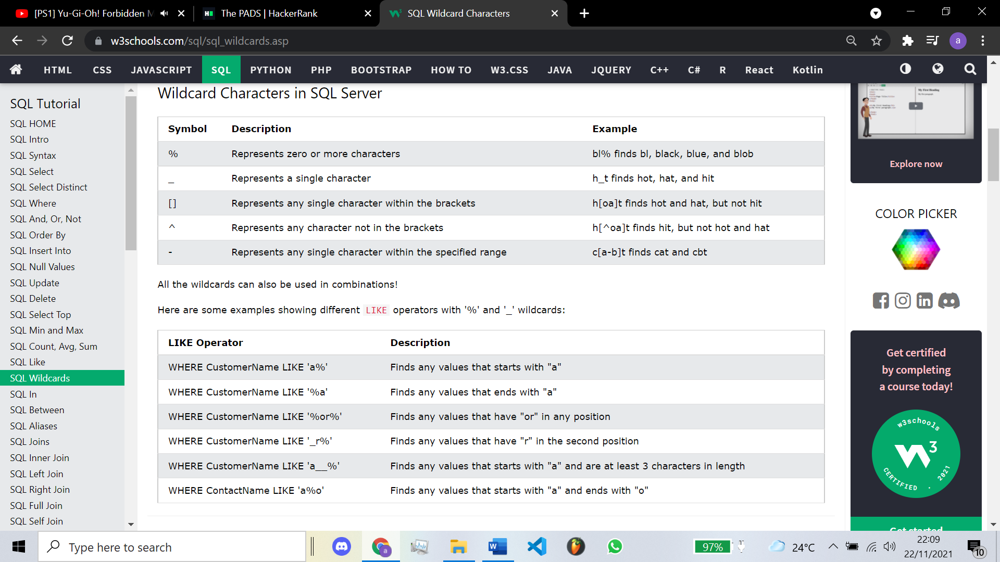 [PS1] Yu-Gi-Oh! Forbidden M
The PADS | HackerRank
SQL Wildcard Characters
w3schools.com/sql/sql_wildcards.asp
a
HTML CSS JAVASCRIPT SQL PYTHON PHP BOOTSTRAP HOW TO W3.CSS JAVA JQUERY C++ C# R React Kotlin
SQL Tutorial
SQL HOME
SQL Intro
SQL Syntax
SQL Select
SQL Select Distinct
SQL Where
SQL And, Or, Not
SQL Order By
SQL Insert Into
SQL Null Values
SQL Update
SQL Delete
SQL Select Top
SQL Min and Max
SQL Count, Avg, Sum
SQL Like
SQL Wildcards
SQL In
SQL Between
SQL Aliases
SQL Joins
SQL Inner Join
SQL Left Join
SQL Right Join
SQL Full Join
SQL Self Join
Wildcard Characters in SQL Server
Symbol Description Example
% Represents zero or more characters bl% finds bl, black, blue, and blob
_ Represents a single character h_t finds hot, hat, and hit
[] Represents any single character within the brackets h[oa]t finds hot and hat, but not hit
^ Represents any character not in the brackets h[^oa]t finds hit, but not hot and hat
- Represents any single character within the specified range c[a-b]t finds cat and cbt
All the wildcards can also be used in combinations!
Here are some examples showing different LIKE operators with '%' and '_' wildcards:
LIKE Operator Description
WHERE CustomerName LIKE 'a%' Finds any values that starts with "a"
WHERE CustomerName LIKE '%a' Finds any values that ends with "a"
WHERE CustomerName LIKE '%or%' Finds any values that have "or" in any position
WHERE CustomerName LIKE '_r%' Finds any values that have "r" in the second position
WHERE CustomerName LIKE 'a__%' Finds any values that starts with "a" and are at least 3 characters in length
WHERE ContactName LIKE 'a%o' Finds any values that starts with "a" and ends with "o"
My First Heading
Explore now
COLOR PICKER
Get certified
by completing
a course today!
w3schools
CERTIFIED . 2021
Get started
Type here to search
97%
24°C
22:09
22/11/2021
10